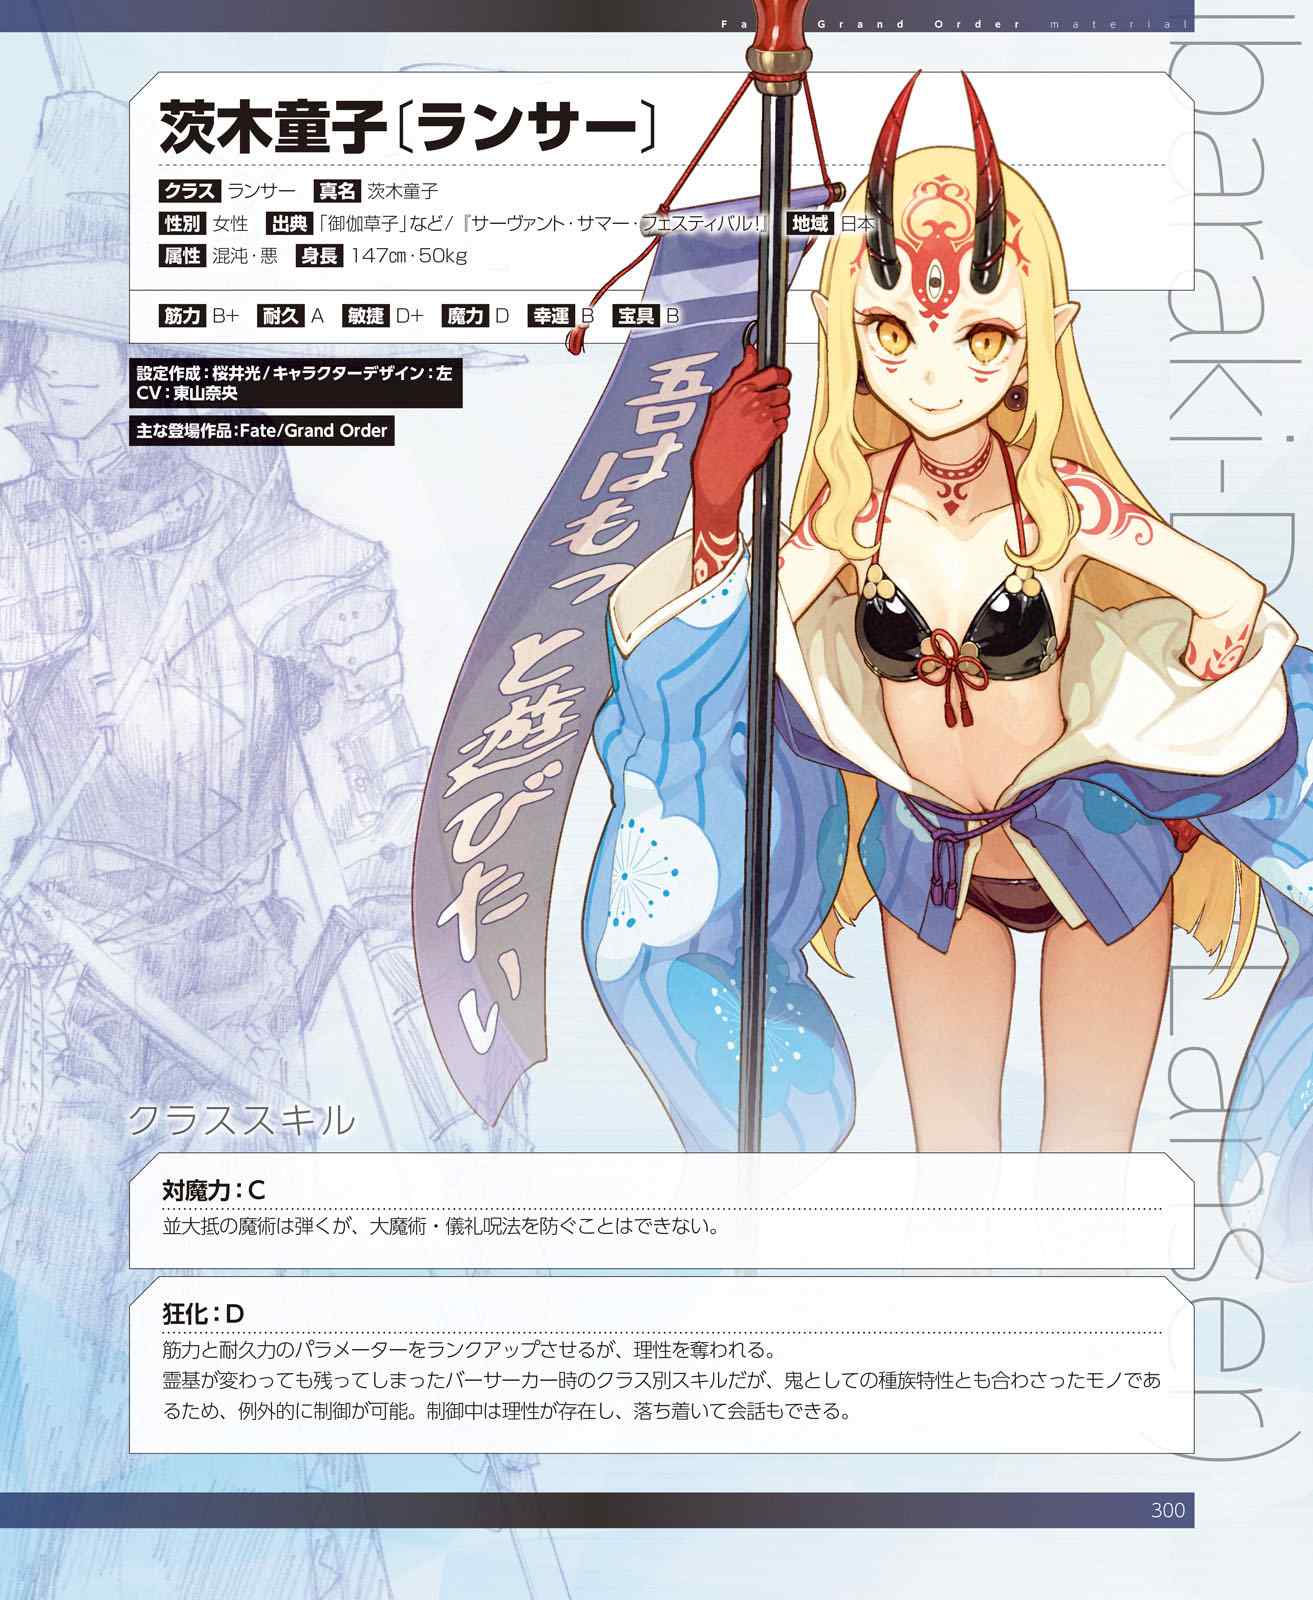 Fate/Grand Order material
茨木童子〔ランサー〕
クラス ランサー 真名 茨木童子
性別 女性 出典 「御伽草子」など/『サーヴァント・サマー・フェスティバル!』 地域 日本
属性 混沌・悪 身長 147㎝・50kg
筋力 B+ 耐久 A 敏捷 D+ 魔力 D 幸運 B 宝具 B
設定作成：桜井光/キャラクターデザイン：左
CV：東山奈央
主な登場作品：Fate/Grand Order
吾はもっと遊びたい
Ibaraki-Douji(Lancer)
クラススキル
対魔力：C
並大抵の魔術は弾くが、大魔術・儀礼呪法を防ぐことはできない。
狂化：D
筋力と耐久力のパラメーターをランクアップさせるが、理性を奪われる。
霊基が変わっても残ってしまったバーサーカー時のクラス別スキルだが、鬼としての種族特性とも合わさったモノであ
るため、例外的に制御が可能。制御中は理性が存在し、落ち着いて会話もできる。
300